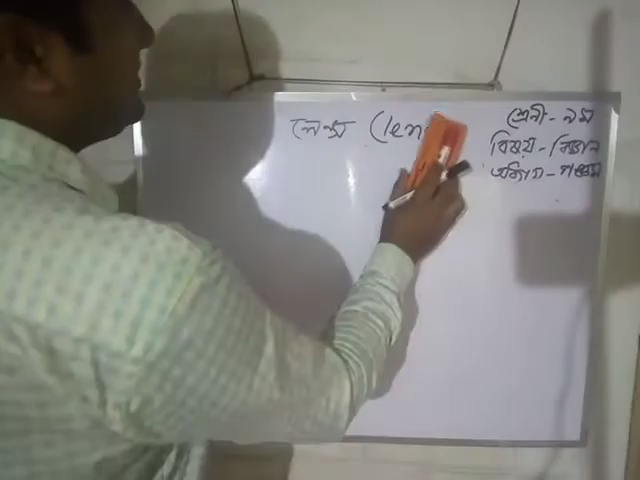 লেন্স (len
শ্রেনী - ৯ম
বিষয় - বিজ্ঞান
অধ্যায় - পঞ্চম